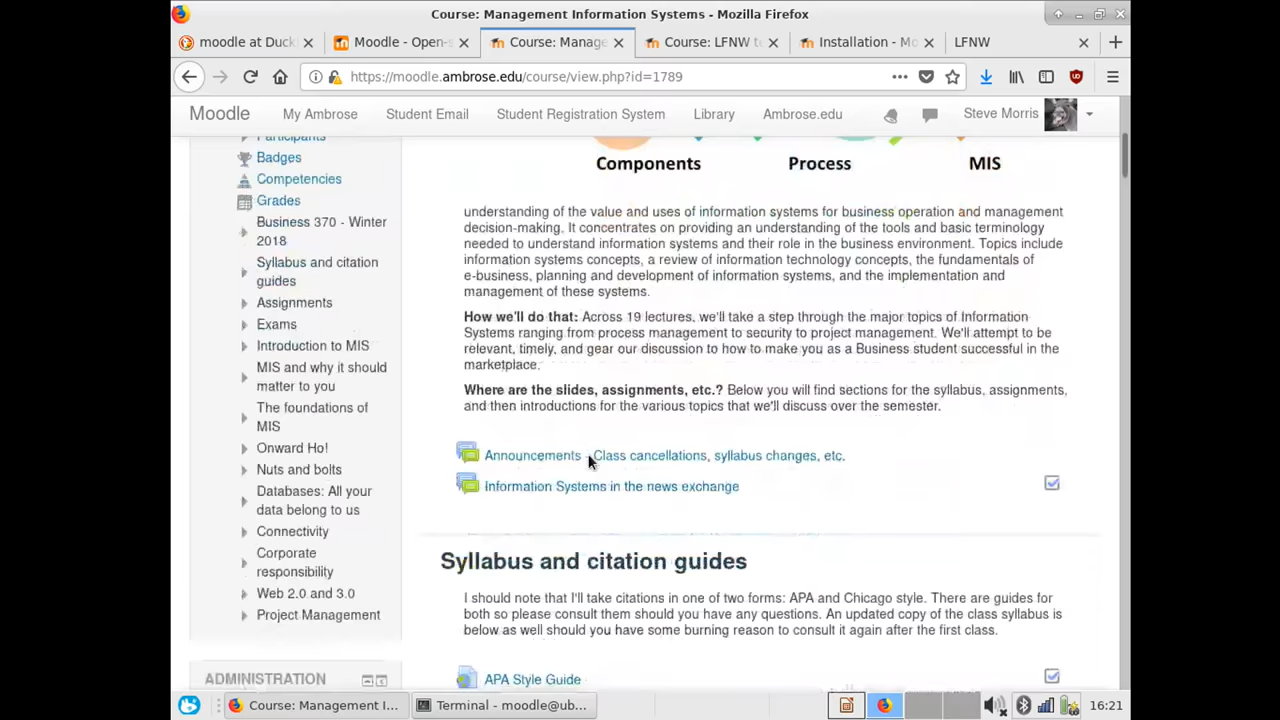 Course: Management Information Systems - Mozilla Firefox
moodle at Duck
Moodle - Open-s
Course: Manage
Course: LFNW to
Installation - Mo
LFNW
https://moodle.ambrose.edu/course/view.php?id=1789
Moodle
My Ambrose
Student Email
Student Registration System
Library
Ambrose.edu
Steve Morris
Participants
Badges
Competencies
Grades
Business 370 - Winter
2018
Syllabus and citation
guides
Assignments
Exams
Introduction to MIS
MIS and why it should
matter to you
The foundations of
MIS
Onward Ho!
Nuts and bolts
Databases: All your
data belong to us
Connectivity
Corporate
responsibility
Web 2.0 and 3.0
Project Management
ADMINISTRATION
Components
Process
MIS
understanding of the value and uses of information systems for business operation and management
decision-making. It concentrates on providing an understanding of the tools and basic terminology
needed to understand information systems and their role in the business environment. Topics include
information systems concepts, a review of information technology concepts, the fundamentals of
e-business, planning and development of information systems, and the implementation and
management of these systems.
How we'll do that: Across 19 lectures, we'll take a step through the major topics of Information
Systems ranging from process management to security to project management. We'll attempt to be
relevant, timely, and gear our discussion to how to make you as a Business student successful in the
marketplace.
Where are the slides, assignments, etc.? Below you will find sections for the syllabus, assignments,
and then introductions for the various topics that we'll discuss over the semester.
Announcements - Class cancellations, syllabus changes, etc.
Information Systems in the news exchange
Syllabus and citation guides
I should note that I'll take citations in one of two forms: APA and Chicago style. There are guides for
both so please consult them should you have any questions. An updated copy of the class syllabus is
below as well should you have some burning reason to consult it again after the first class.
APA Style Guide
Course: Management I...
Terminal - moodle@ub...
16:21